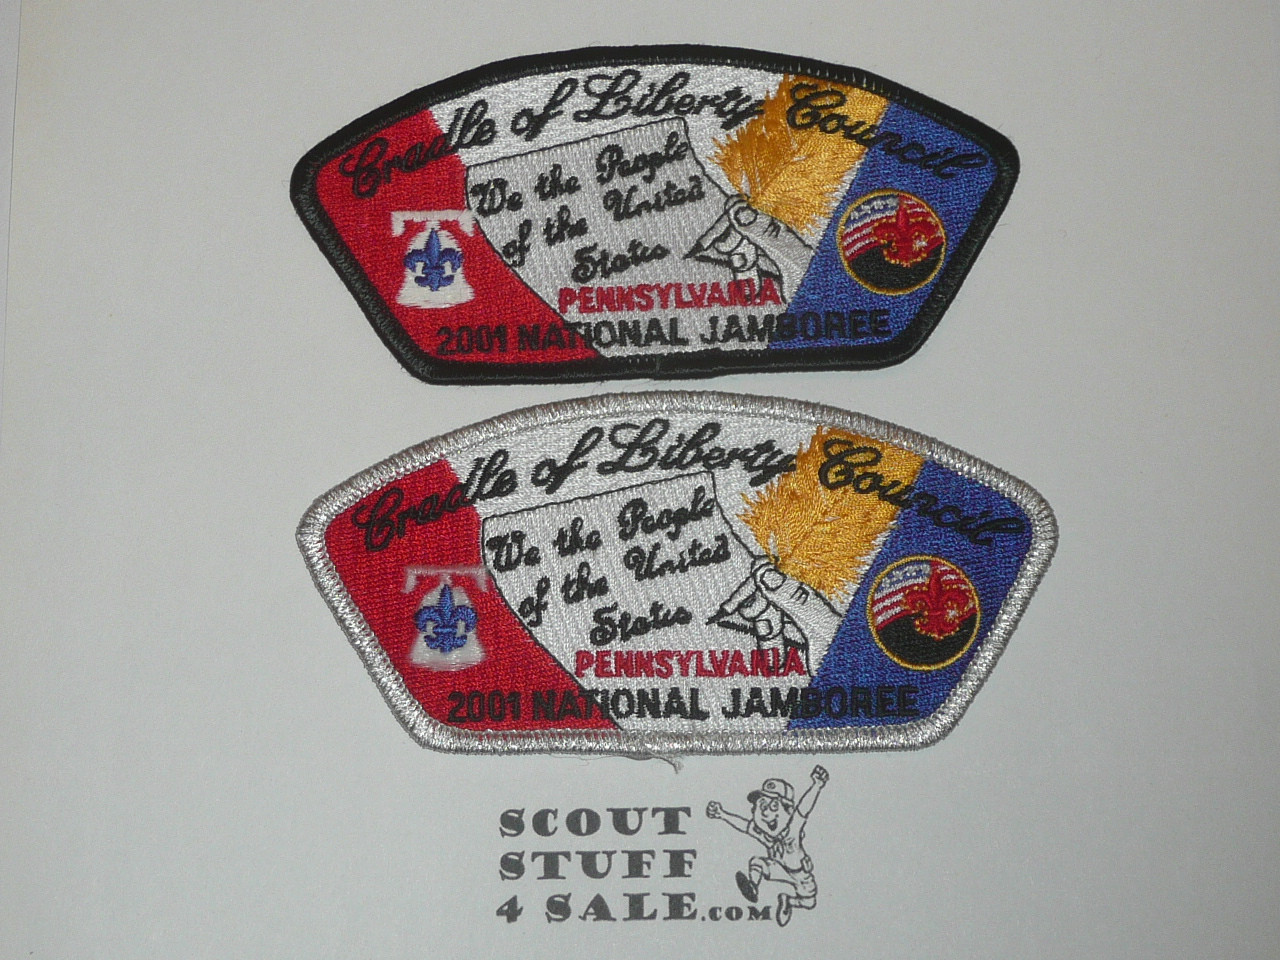 Cradle of Liberty Council
We the People
of the United
States
PENNSYLVANIA
2001 NATIONAL JAMBOREE
Cradle of Liberty Council
We the People
of the United
States
PENNSYLVANIA
2001 NATIONAL JAMBOREE
SCOUT
STUFF
4 SALE.COM